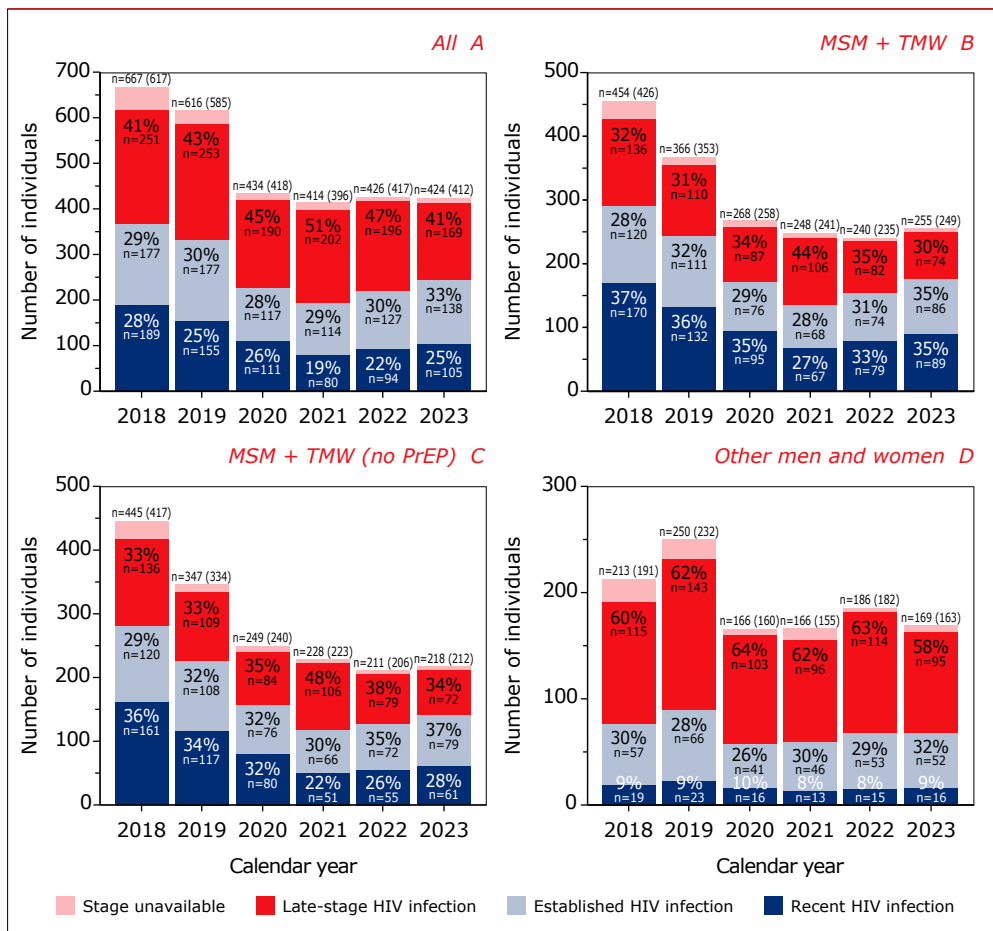 All A
Number of individuals
700
600
500
400
300
200
100
0
n=667 (617)
41%
n=251
29%
n=177
28%
n=189
n=616 (585)
43%
n=253
30%
n=177
25%
n=155
n=434 (418)
45%
n=190
28%
n=117
26%
n=111
n=414 (396)
51%
n=202
29%
n=114
19%
n=80
n=426 (417)
47%
n=196
30%
n=127
22%
n=94
n=424 (412)
41%
n=169
33%
n=138
25%
n=105
2018 2019 2020 2021 2022 2023
MSM + TMW B
Number of individuals
500
400
300
200
100
0
n=454 (426)
32%
n=136
28%
n=120
37%
n=170
n=366 (353)
31%
n=110
32%
n=111
36%
n=132
n=268 (258)
34%
n=87
29%
n=76
35%
n=95
n=248 (241)
44%
n=106
28%
n=68
27%
n=67
n=240 (235)
35%
n=82
31%
n=74
33%
n=79
n=255 (249)
30%
n=74
35%
n=86
35%
n=89
2018 2019 2020 2021 2022 2023
MSM + TMW (no PrEP) C
Number of individuals
500
400
300
200
100
0
n=445 (417)
33%
n=136
29%
n=120
36%
n=161
n=347 (334)
33%
n=109
32%
n=108
34%
n=117
n=249 (240)
35%
n=84
32%
n=76
32%
n=80
n=228 (223)
48%
n=106
30%
n=66
22%
n=51
n=211 (206)
38%
n=79
35%
n=72
26%
n=55
n=218 (212)
34%
n=72
37%
n=79
28%
n=61
2018 2019 2020 2021 2022 2023
Calendar year
Other men and women D
Number of individuals
300
200
100
0
n=213 (191)
60%
n=115
30%
n=57
9%
n=19
n=250 (232)
62%
n=143
28%
n=66
9%
n=23
n=166 (160)
64%
n=103
26%
n=41
10%
n=16
n=166 (155)
62%
n=96
30%
n=46
8%
n=13
n=186 (182)
63%
n=114
29%
n=53
8%
n=15
n=169 (163)
58%
n=95
32%
n=52
9%
n=16
2018 2019 2020 2021 2022 2023
Calendar year
Stage unavailable Late-stage HIV infection Established HIV infection Recent HIV infection